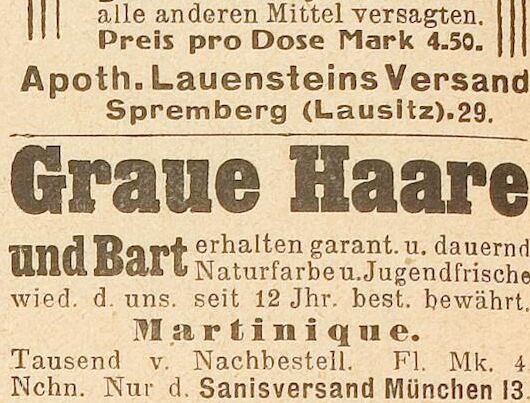 alle anderen Mittel versagten.
Preis pro Dose Mark 4.50.
Apoth. Lauensteins Versand
Spremberg (Lausitz).29.
Graue Haare
und Bart erhalten garant. u. dauernd
Naturfarbe u. Jugendfrische
wied. d. uns. seit 12 Jhr. best. bewährt.
Martinique.
Tausend v. Nachbestell. Fl. Mk. 4
Nchn. Nur d. Sanisversand München 13